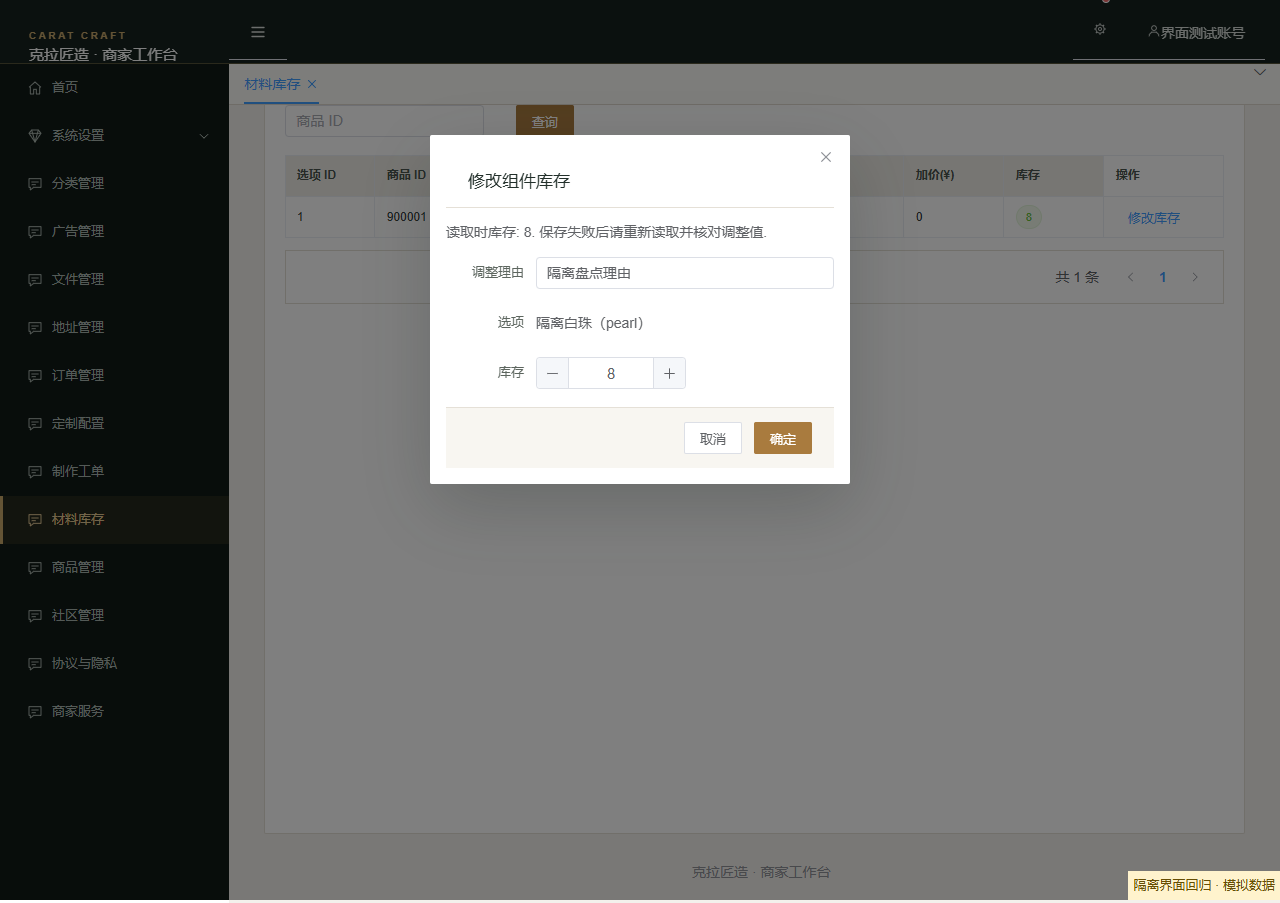 CARAT CRAFT
克拉匠造 · 商家工作台
界面测试账号
首页
系统设置
分类管理
广告管理
文件管理
地址管理
订单管理
定制配置
制作工单
材料库存
商品管理
社区管理
协议与隐私
商家服务
材料库存
商品 ID
查询
选项 ID
商品 ID
加价(¥)
库存
操作
1
900001
0
8
修改库存
共 1 条
1
修改组件库存
读取时库存: 8. 保存失败后请重新读取并核对调整值.
调整理由
隔离盘点理由
选项
隔离白珠（pearl）
库存
8
取消
确定
克拉匠造 · 商家工作台
隔离界面回归 · 模拟数据